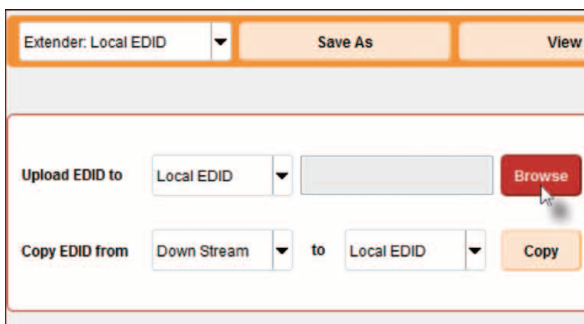 Extender: Local EDID Save As View
Upload EDID to Local EDID Browse
Copy EDID from Down Stream to Local EDID Copy